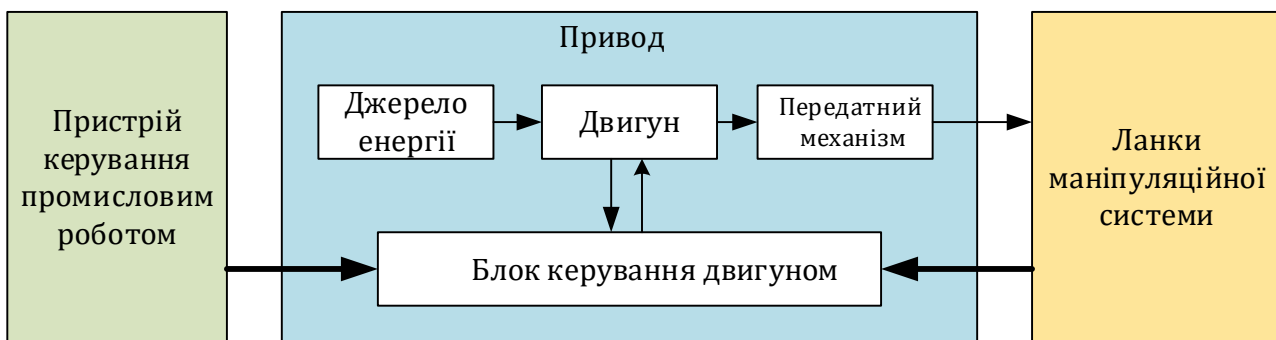 Пристрій
керування
промисловим
роботом
Привод
Джерело
енергії
Двигун
Передатний
механізм
Блок керування двигуном
Ланки
маніпуляційної
системи